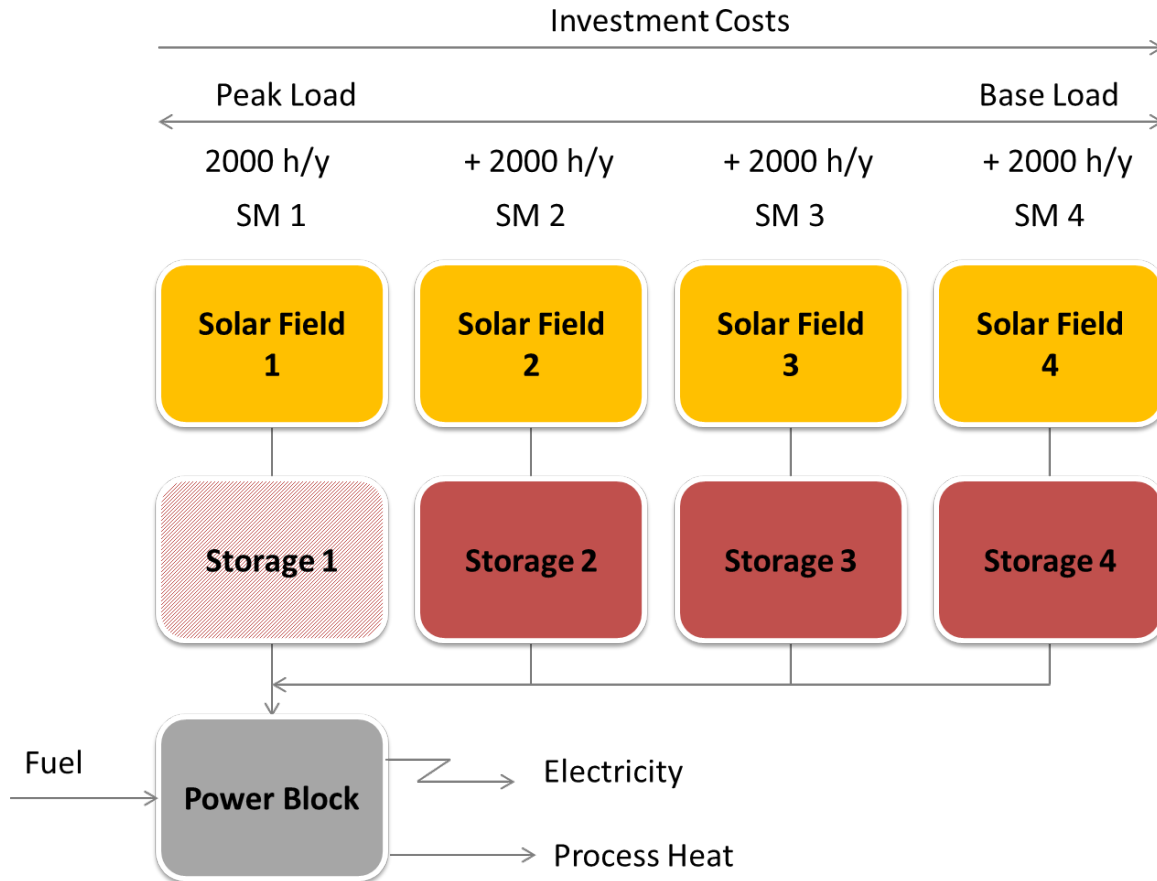 Investment Costs
Peak Load
Base Load
2000 h/y
+ 2000 h/y
+ 2000 h/y
+ 2000 h/y
SM 1
SM 2
SM 3
SM 4
Solar Field
1
Solar Field
2
Solar Field
3
Solar Field
4
Storage 1
Storage 2
Storage 3
Storage 4
Fuel
Power Block
Electricity
Process Heat